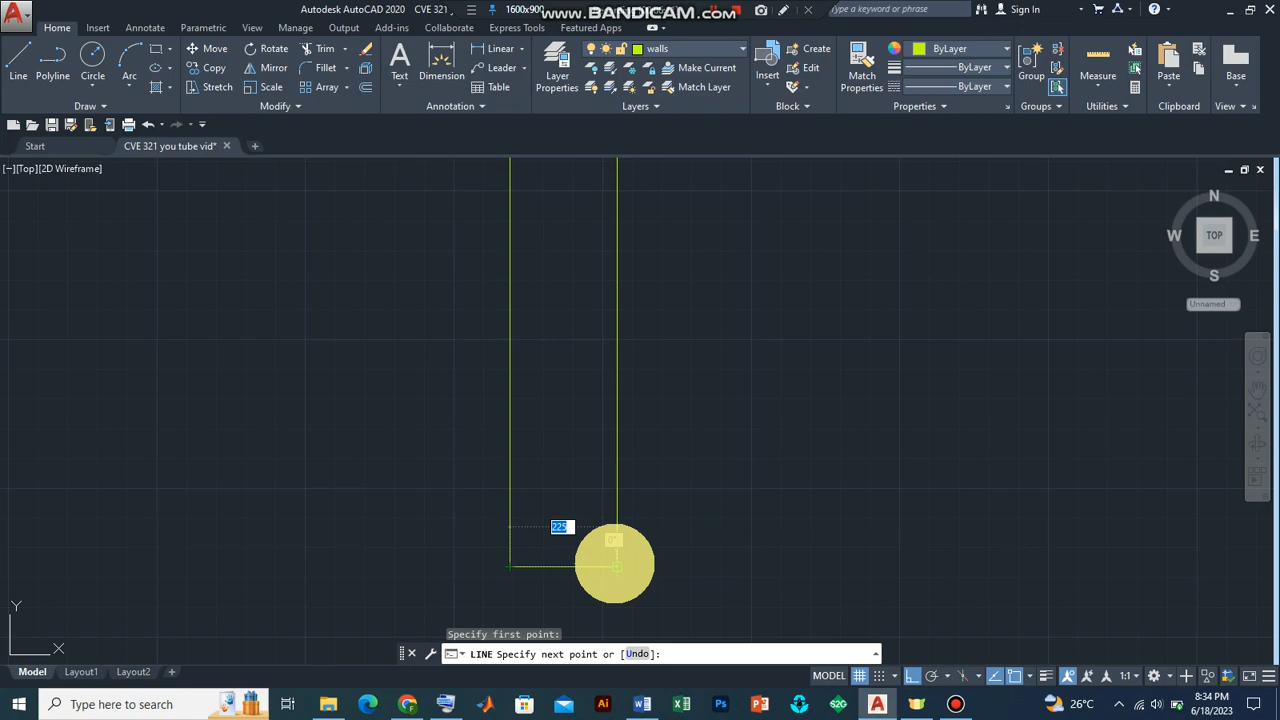 Autodesk AutoCAD 2020 CVE 321
1600x900
www.BANDICAM.com
Type a keyword or phrase
Sign In
Home Insert Annotate Parametric View Manage Output Add-ins Collaborate Express Tools Featured Apps
Line Polyline Circle Arc
Move Rotate Trim
Copy Mirror Fillet
Stretch Scale Array
Text Dimension
Linear
Leader
Table
Layer
Properties
walls
Make Current
Match Layer
Insert
Create
Edit
Match
Properties
ByLayer
ByLayer
ByLayer
Group
Measure
Paste
Base
Draw Modify Annotation Layers Block Properties Groups Utilities Clipboard View
Start CVE 321 you tube vid*
[−][Top][2D Wireframe]
N
W TOP E
S
Unnamed
225
0°
Y
X
Specify first point:
LINE Specify next point or [Undo]:
Model Layout1 Layout2
MODEL
1:1
Type here to search
26°C
8:34 PM
6/18/2023